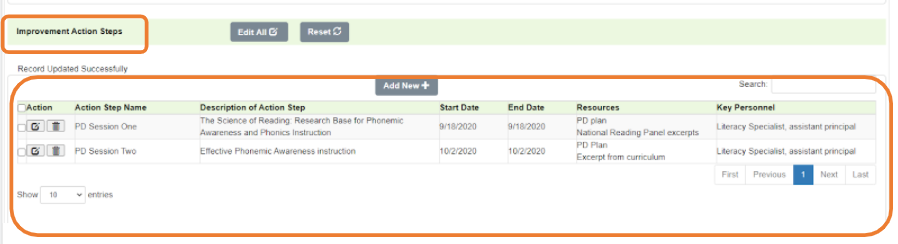 Improvement Action Steps Edit All Reset
Record Updated Successfully
Add New Search:
Action Action Step Name Description of Action Step Start Date End Date Resources Key Personnel
PD Session One The Science of Reading: Research Base for Phonemic Awareness and Phonics Instruction 9/18/2020 9/18/2020 PD plan National Reading Panel excerpts Literacy Specialist, assistant principal
PD Session Two Effective Phonemic Awareness instruction 10/2/2020 10/2/2020 PD Plan Excerpt from curriculum Literacy Specialist, assistant principal
First Previous 1 Next Last
Show 10 entries